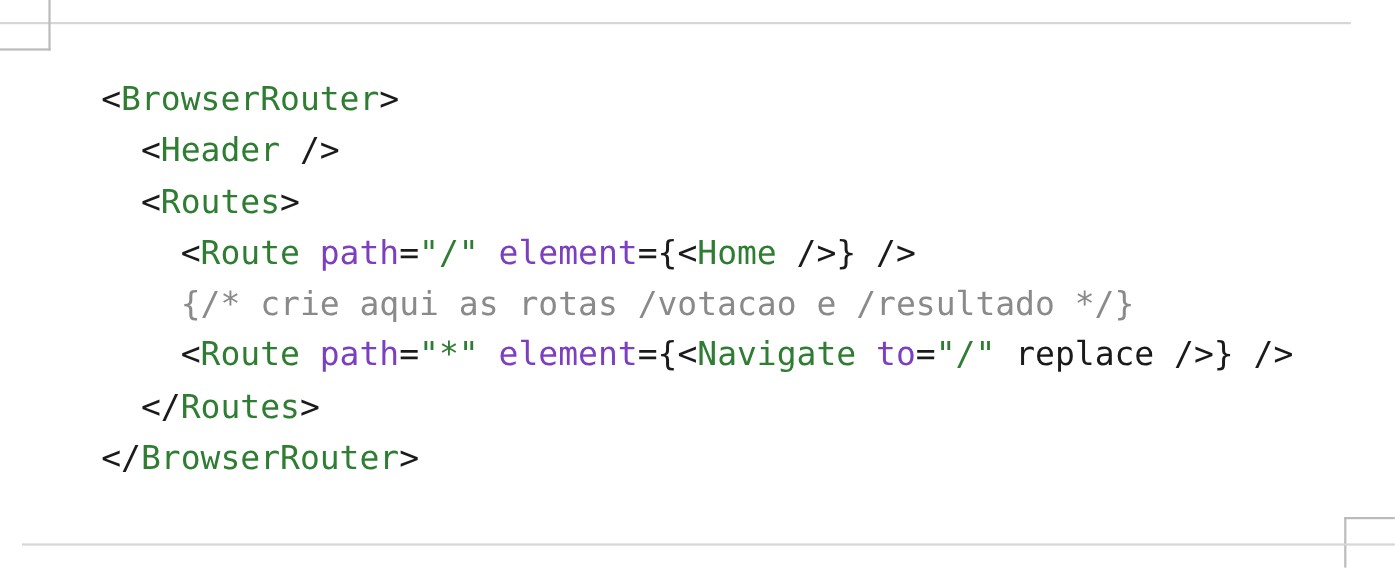 <BrowserRouter>
  <Header />
  <Routes>
    <Route path="/" element={<Home />} />
    {/* crie aqui as rotas /votacao e /resultado */}
    <Route path="*" element={<Navigate to="/" replace />} />
  </Routes>
</BrowserRouter>